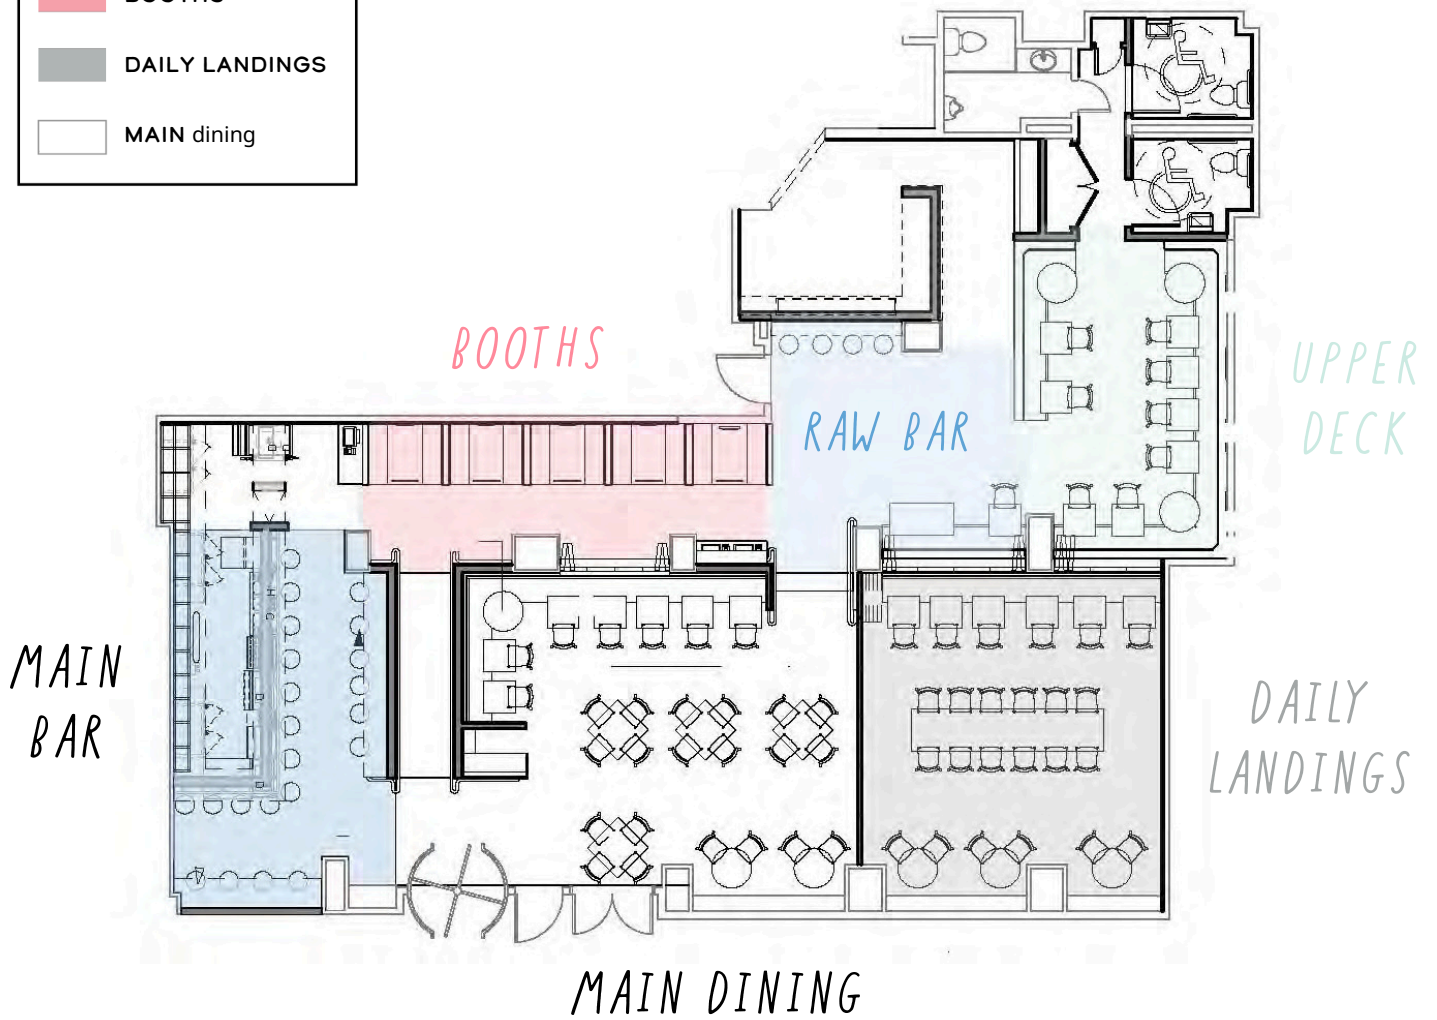 DAILY LANDINGS
MAIN dining
BOOTHS
UPPER
DECK
RAW BAR
MAIN
BAR
DAILY
LANDINGS
MAIN DINING